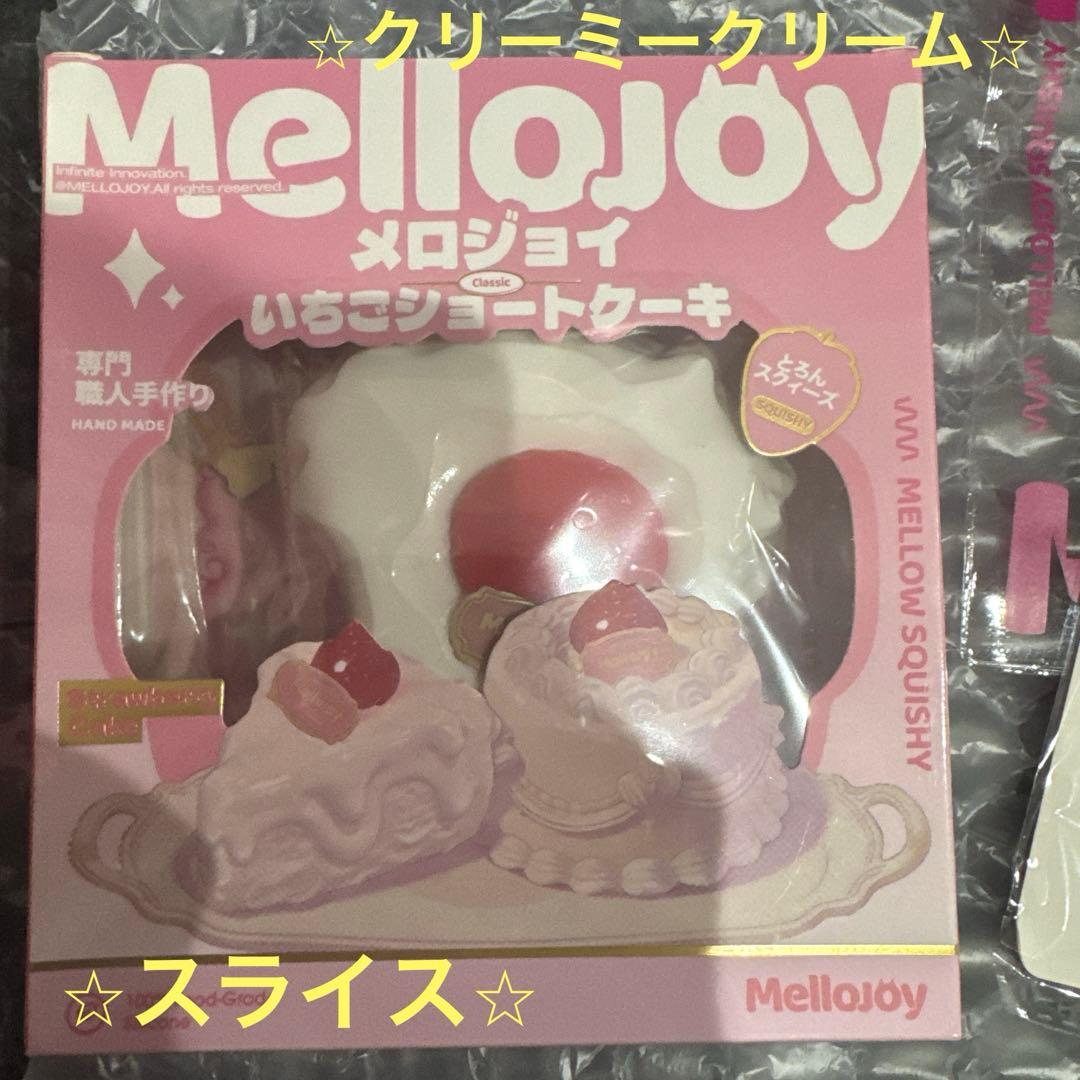 ☆クリーミークリーム☆
MelloJoy
Infinite Innovation.
@MELLOJOY.All rights reserved.
メロジョイ
Classic
いちごショートケーキ
専門
職人手作り
HAND MADE
とろん
スクイーズ
SQUISHY
MELLOW SQUISHY
MELLOJOY SQUISHY
Strawberry
Cake
☆スライス☆
MelloJoy